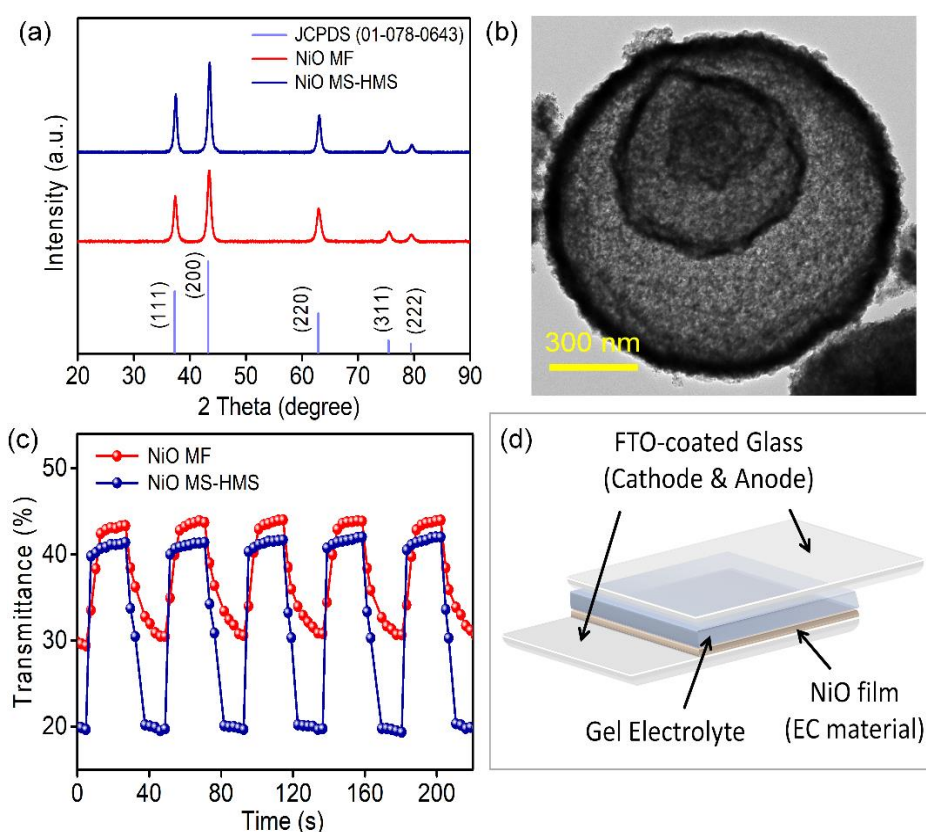 (a)
JCPDS (01-078-0643)
NiO MF
NiO MS-HMS
Intensity (a.u.)
(111)
(200)
(220)
(311)
(222)
20 30 40 50 60 70 80 90
2 Theta (degree)
(b)
300 nm
(c)
NiO MF
NiO MS-HMS
Transmittance (%)
50
40
30
20
0 40 80 120 160 200
Time (s)
(d)
FTO-coated Glass
(Cathode & Anode)
Gel Electrolyte
NiO film
(EC material)